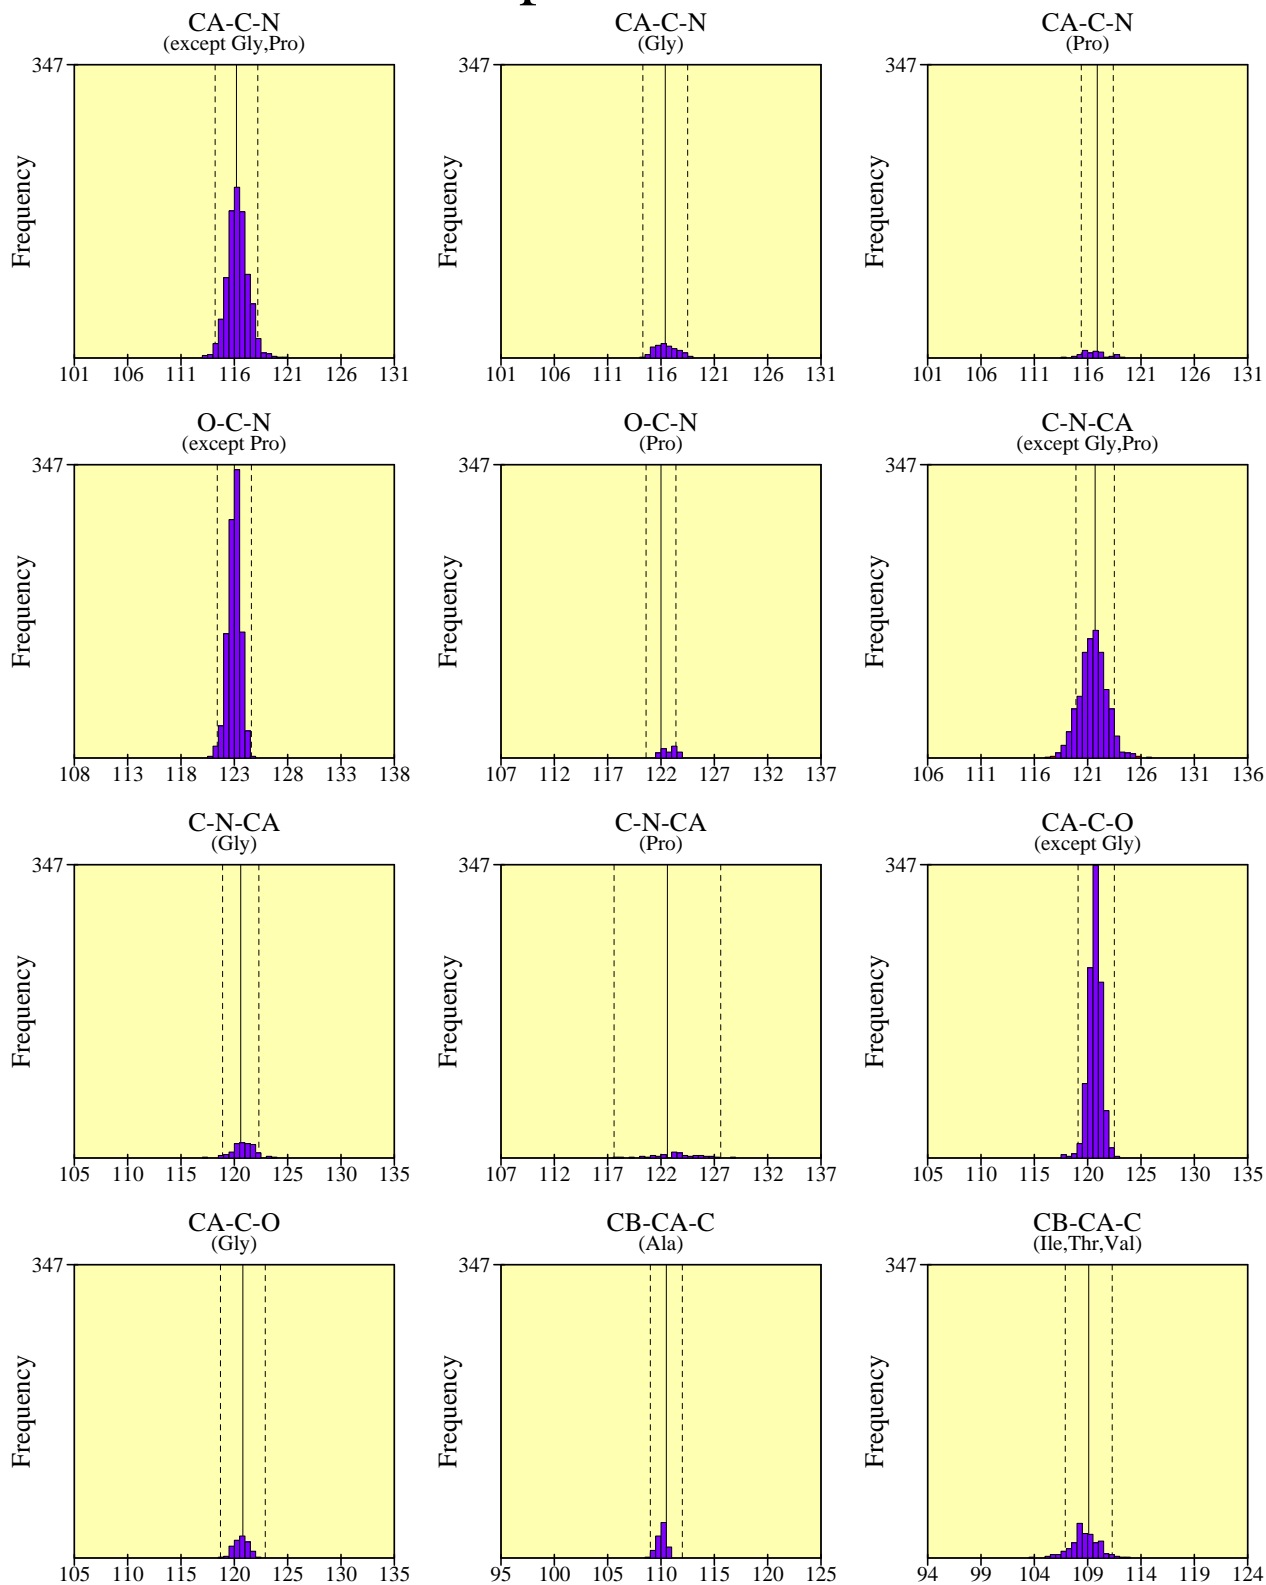 CA-C-N CA-C-N CA-C-N
(except Gly,Pro) (Gly) (Pro)
347 347 347
Frequency Frequency Frequency
101 106 111 116 121 126 131 101 106 111 116 121 126 131 101 106 111 116 121 126 131
O-C-N O-C-N C-N-CA
(except Pro) (Pro) (except Gly,Pro)
347 347 347
Frequency Frequency Frequency
108 113 118 123 128 133 138 107 112 117 122 127 132 137 106 111 116 121 126 131 136
C-N-CA C-N-CA CA-C-O
(Gly) (Pro) (except Gly)
347 347 347
Frequency Frequency Frequency
105 110 115 120 125 130 135 107 112 117 122 127 132 137 105 110 115 120 125 130 135
CA-C-O CB-CA-C CB-CA-C
(Gly) (Ala) (Ile,Thr,Val)
347 347 347
Frequency Frequency Frequency
105 110 115 120 125 130 135 95 100 105 110 115 120 125 94 99 104 109 114 119 124